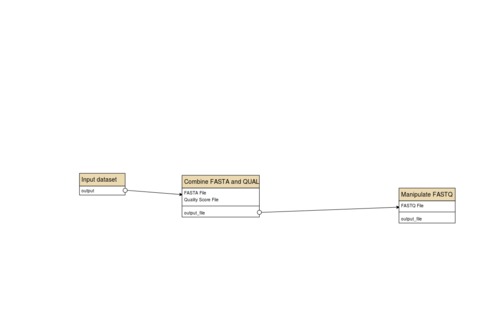 Input dataset
output
Combine FASTA and QUAL
FASTA File
Quality Score File
output_file
Manipulate FASTQ
FASTQ File
output_file